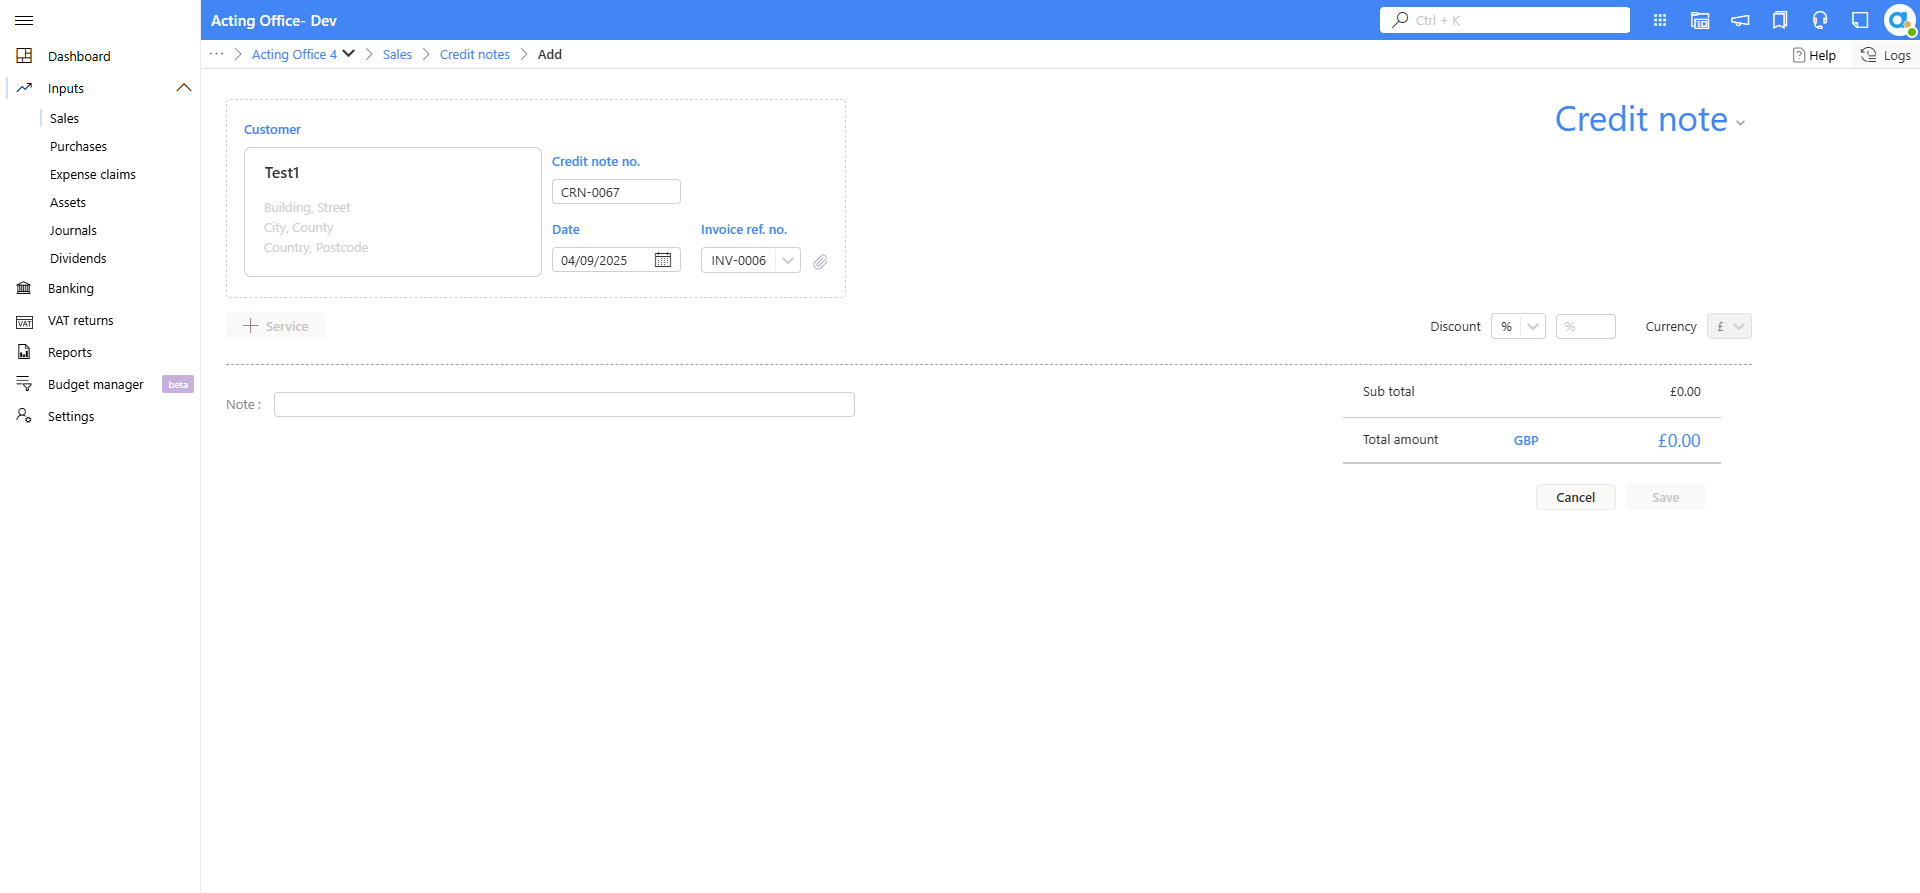 Acting Office- Dev
Ctrl + K
Dashboard
Inputs
Sales
Purchases
Expense claims
Assets
Journals
Dividends
Banking
VAT returns
Reports
Budget manager beta
Settings
··· Acting Office 4 Sales Credit notes Add
Help Logs
Credit note
Customer
Test1
Building, Street
City, County
Country, Postcode
Credit note no.
CRN-0067
Date Invoice ref. no.
04/09/2025 INV-0006
Service
Discount % % Currency £
Note :
Sub total £0.00
Total amount GBP £0.00
Cancel Save